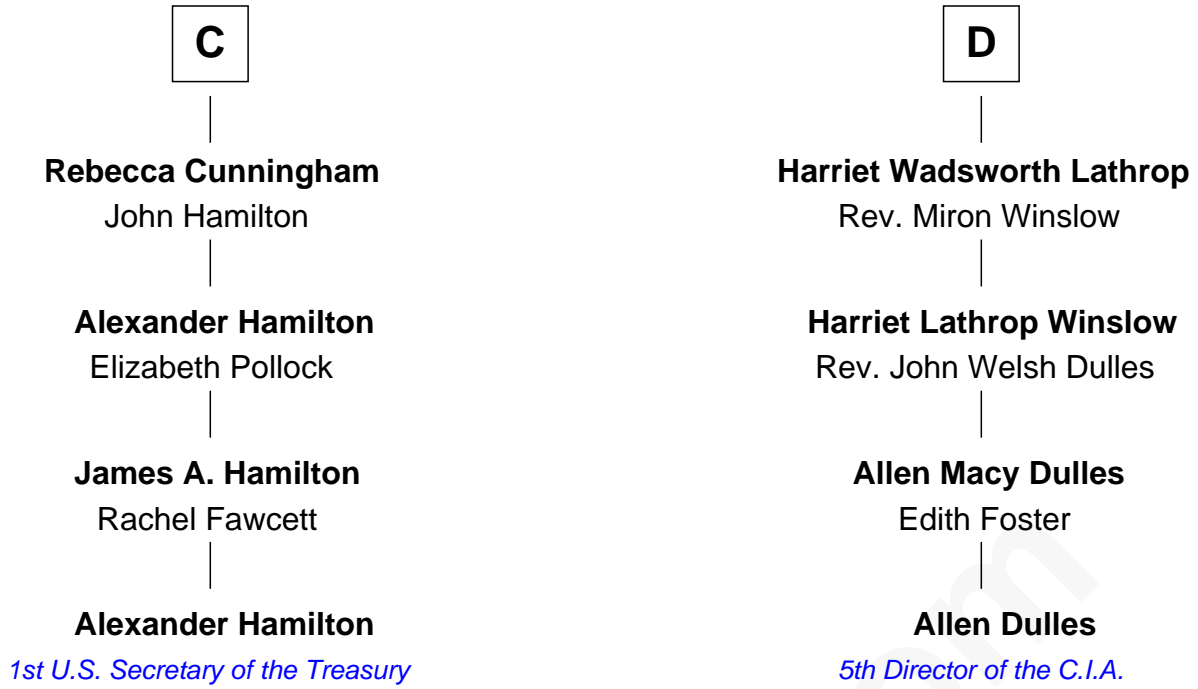 C
Rebecca Cunningham
John Hamilton
Alexander Hamilton
Elizabeth Pollock
James A. Hamilton
Rachel Fawcett
Alexander Hamilton
1st U.S. Secretary of the Treasury
D
Harriet Wadsworth Lathrop
Rev. Miron Winslow
Harriet Lathrop Winslow
Rev. John Welsh Dulles
Allen Macy Dulles
Edith Foster
Allen Dulles
5th Director of the C.I.A.